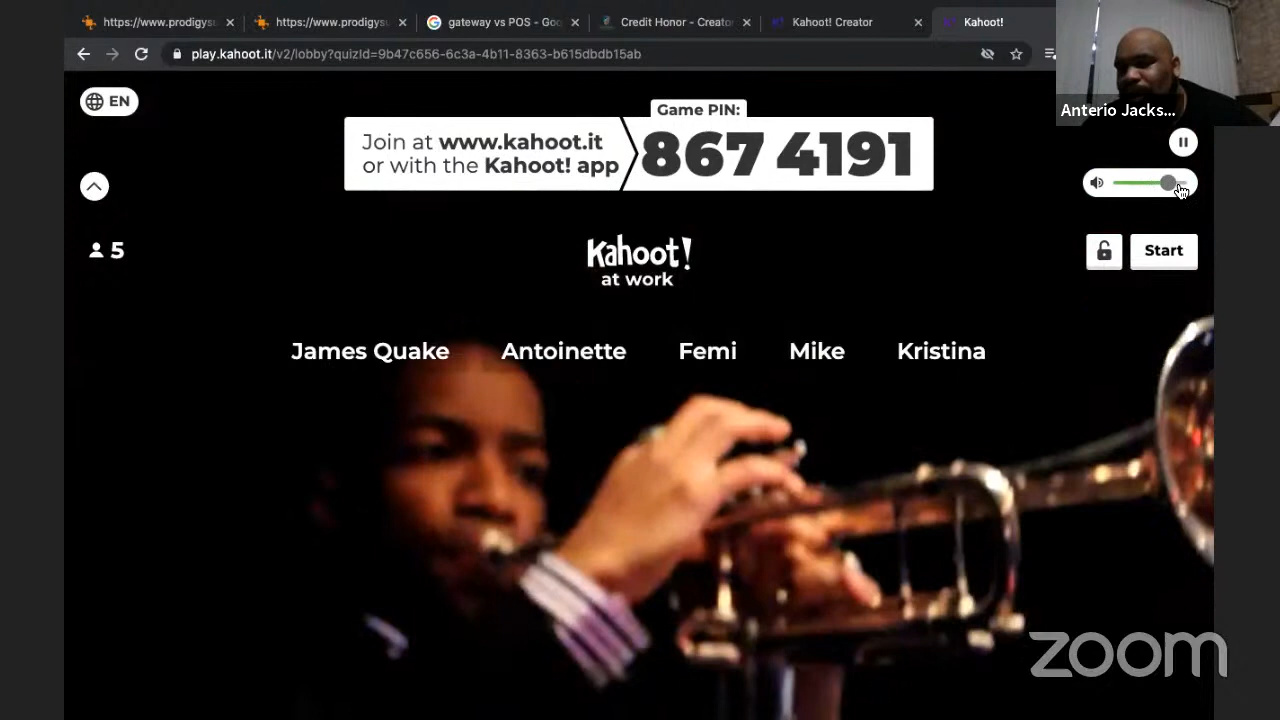 https://www.prodigys
https://www.prodigys
gateway vs POS - Goo
Credit Honor - Creato
Kahoot! Creator
Kahoot!
play.kahoot.it/v2/lobby?quizId=9b47c656-6c3a-4b11-8363-b615dbdb15ab
Anterio Jacks...
EN
Game PIN:
Join at www.kahoot.it
or with the Kahoot! app
867 4191
5
Kahoot!
at work
Start
James Quake
Antoinette
Femi
Mike
Kristina
zoom